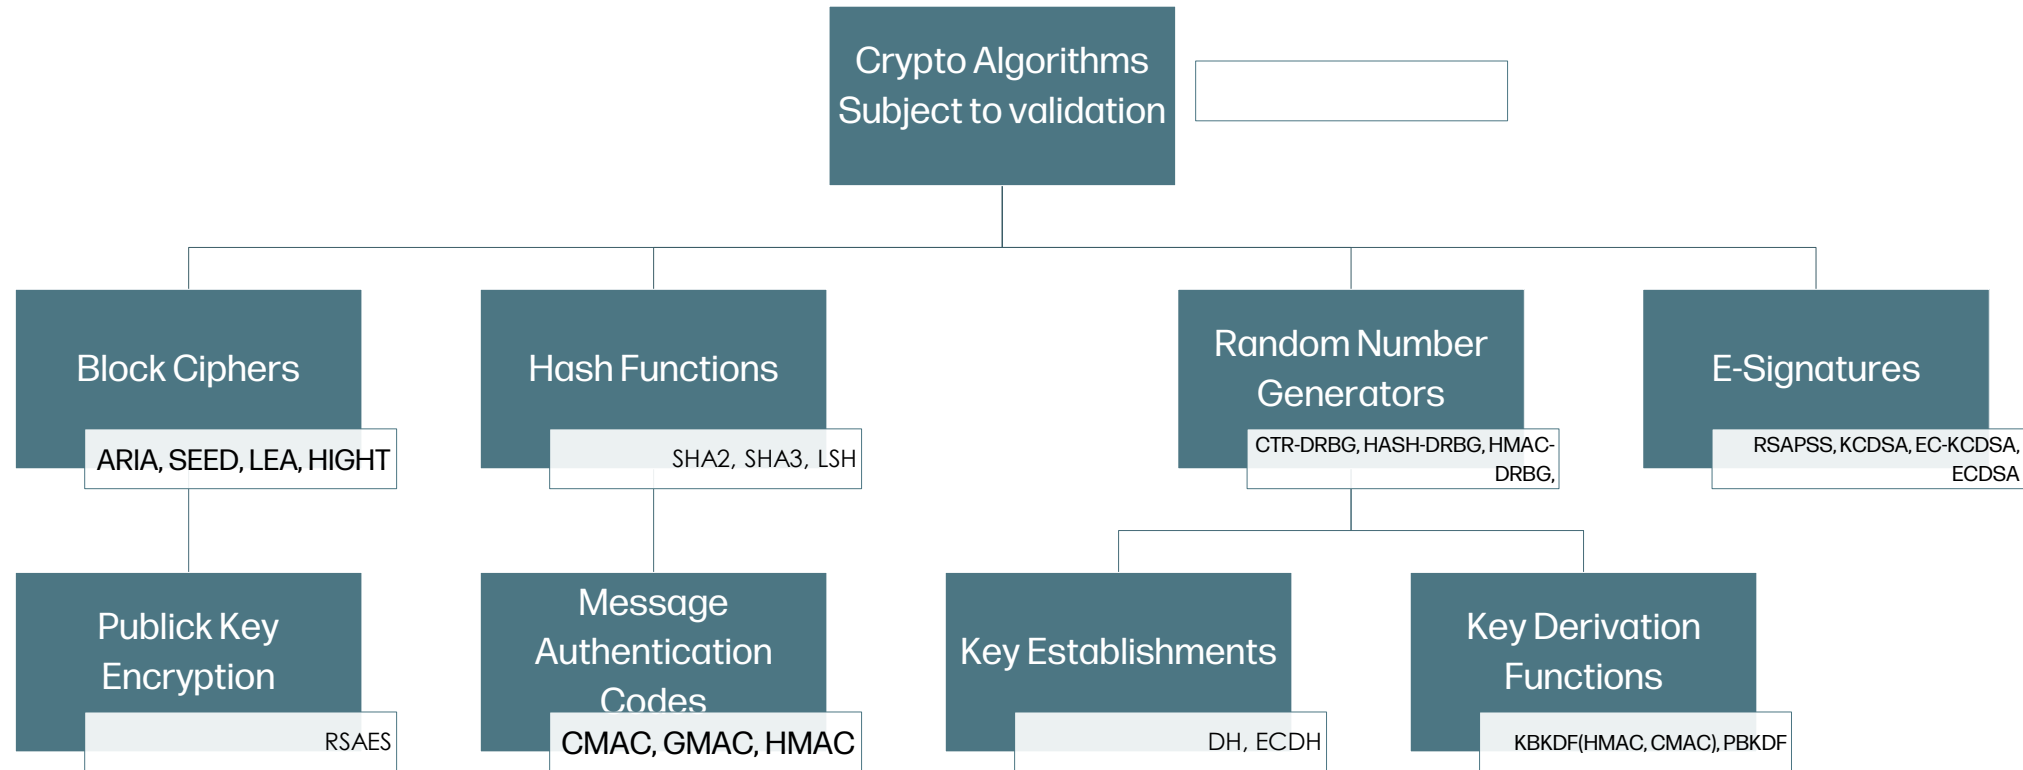 Crypto Algorithms
Subject to validation
Block Ciphers
ARIA, SEED, LEA, HIGHT
Hash Functions
SHA2, SHA3, LSH
Random Number
Generators
CTR-DRBG, HASH-DRBG, HMAC-
DRBG,
E-Signatures
RSAPSS, KCDSA, EC-KCDSA,
ECDSA
Publick Key
Encryption
RSAES
Message
Authentication
Codes
CMAC, GMAC, HMAC
Key Establishments
DH, ECDH
Key Derivation
Functions
KBKDF(HMAC, CMAC), PBKDF